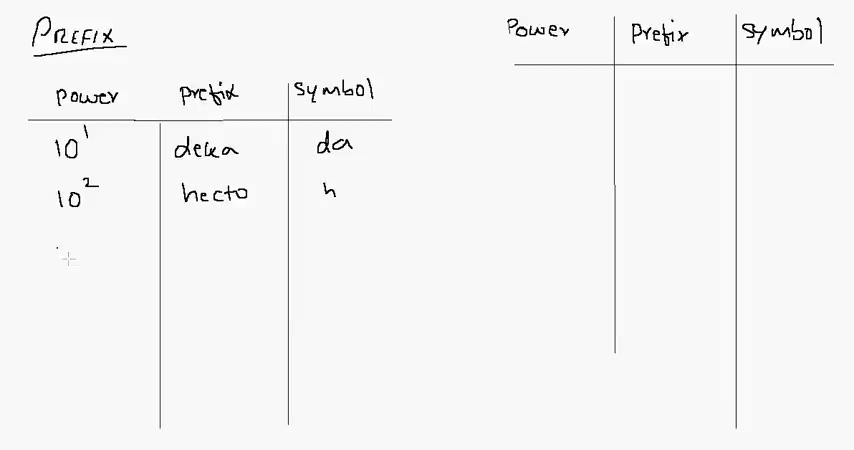 PREFIX
power prefix symbol
10¹ deka da
10² hecto h
Power prefix symbol